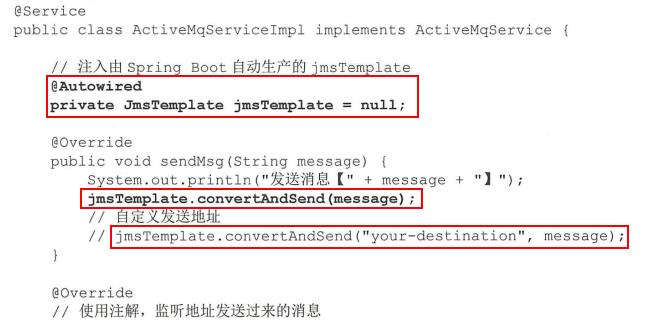 @Service
public class ActiveMqServiceImpl implements ActiveMqService {
// 注入由 Spring Boot 自动生产的 jmsTemplate
@Autowired
private JmsTemplate jmsTemplate = null;
@Override
public void sendMsg(String message) {
System.out.println("发送消息【" + message + "】");
jmsTemplate.convertAndSend(message);
// 自定义发送地址
// jmsTemplate.convertAndSend("your-destination", message);
}
@Override
// 使用注解，监听地址发送过来的消息